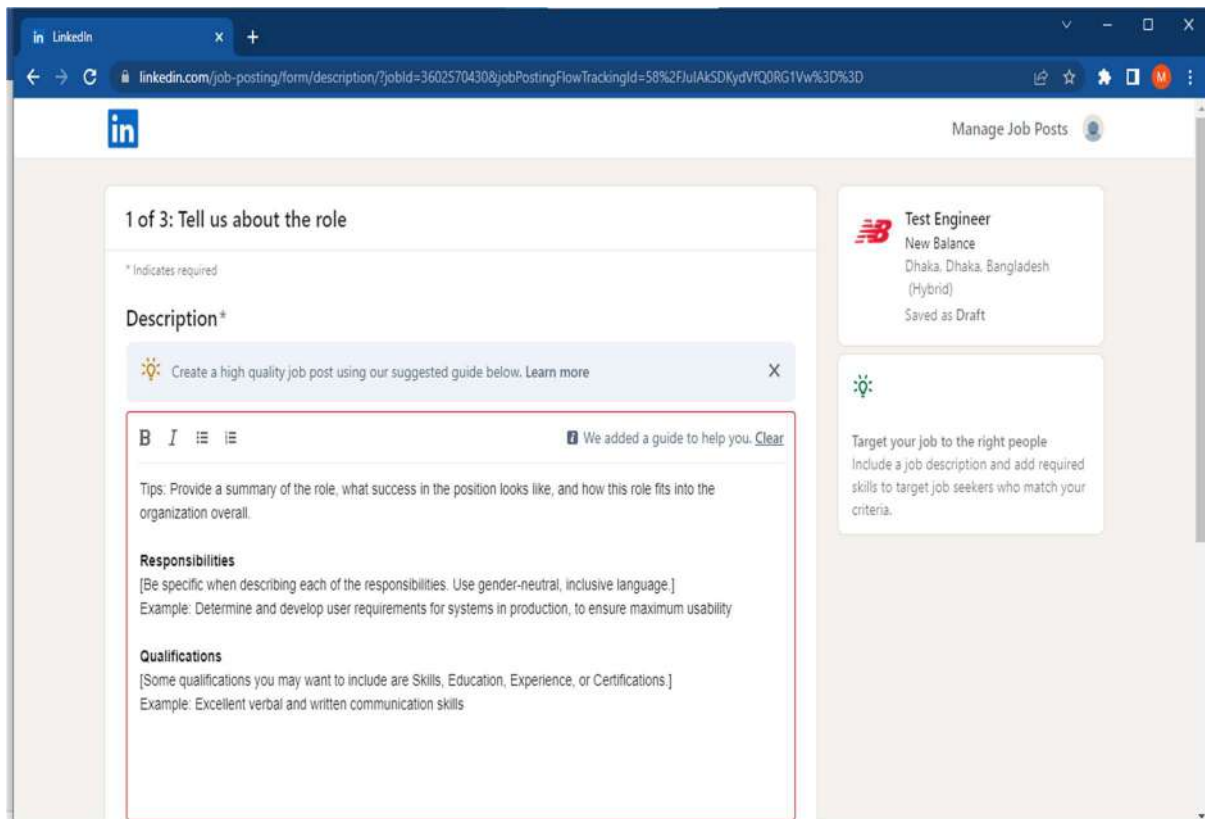 LinkedIn
linkedin.com/job-posting/form/description/?jobId=3602570430&jobPostingFlowTrackingId=58%2FJulAkSDKydVfQ0RG1Vw%3D%3D
M
in
Manage Job Posts
1 of 3: Tell us about the role
* Indicates required
Description*
Create a high quality job post using our suggested guide below. Learn more
B I
We added a guide to help you. Clear
Tips: Provide a summary of the role, what success in the position looks like, and how this role fits into the
organization overall.
Responsibilities
[Be specific when describing each of the responsibilities. Use gender-neutral, inclusive language.]
Example: Determine and develop user requirements for systems in production, to ensure maximum usability
Qualifications
[Some qualifications you may want to include are Skills, Education, Experience, or Certifications.]
Example: Excellent verbal and written communication skills
NB
Test Engineer
New Balance
Dhaka, Dhaka, Bangladesh
(Hybrid)
Saved as Draft
Target your job to the right people
Include a job description and add required
skills to target job seekers who match your
criteria.